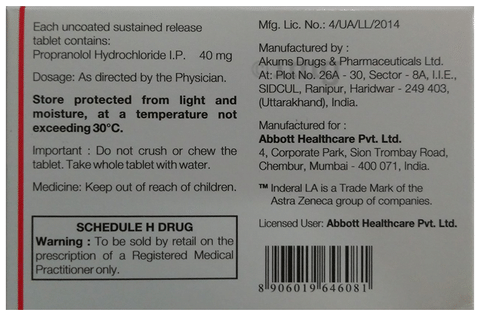 Each uncoated sustained release
tablet contains:
Propranolol Hydrochloride I.P. 40 mg
Dosage: As directed by the Physician.
Store protected from light and
moisture, at a temperature not
exceeding 30°C.
Important : Do not crush or chew the
tablet. Take whole tablet with water.
Medicine: Keep out of reach of children.
SCHEDULE H DRUG
Warning : To be sold by retail on the
prescription of a Registered Medical
Practitioner only.
Mfg. Lic. No.: 4/UA/LL/2014
Manufactured by :
Akums Drugs & Pharmaceuticals Ltd.
At: Plot No. 26A - 30, Sector - 8A, I.I.E.,
SIDCUL, Ranipur, Haridwar - 249 403,
(Uttarakhand), India.
Manufactured for :
Abbott Healthcare Pvt. Ltd.
4, Corporate Park, Sion Trombay Road,
Chembur, Mumbai - 400 071, India.
™ Inderal LA is a Trade Mark of the
Astra Zeneca group of companies.
Licensed User: Abbott Healthcare Pvt. Ltd.
8 906019 646081